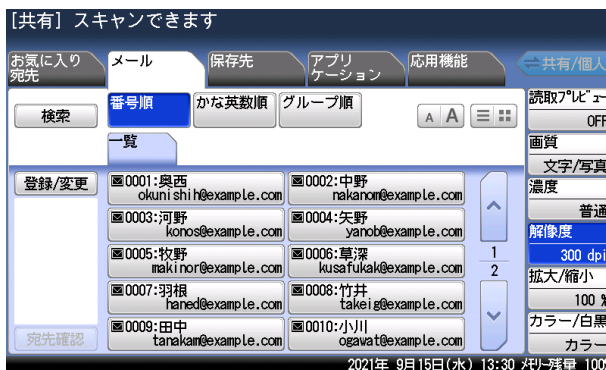 [共有] スキャンできます
お気に入り
宛先
メール
保存先
アプリ
ケーション
応用機能
共有/個人
検索
番号順
かな英数順
グループ順
A A
一覧
登録/変更
0001:奥西
okunishih@example.com
0002:中野
nakanom@example.com
0003:河野
konos@example.com
0004:矢野
yanob@example.com
0005:牧野
makinor@example.com
0006:草深
kusafukak@example.com
0007:羽根
haned@example.com
0008:竹井
takeig@example.com
0009:田中
tanakam@example.com
0010:小川
ogawat@example.com
1
2
宛先確認
読取プレビュー
OFF
画質
文字/写真
濃度
普通
解像度
300 dpi
拡大/縮小
100 %
カラー/白黒
カラー
2021年 9月15日(水) 13:30 メモリー残量 100